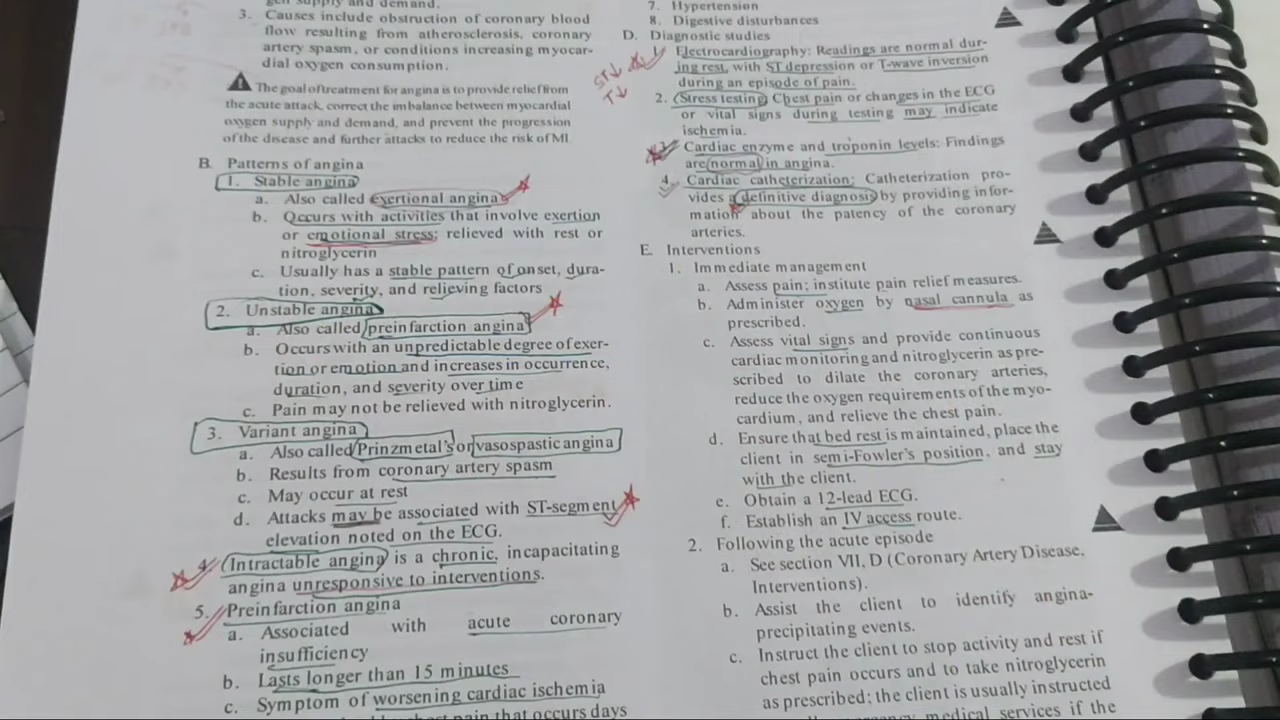 gen supply and demand.
3. Causes include obstruction of coronary blood
flow resulting from atherosclerosis, coronary
artery spasm, or conditions increasing myocar-
dial oxygen consumption.
The goal of treatment for angina is to provide relief from
the acute attack, correct the imbalance between myocardial
oxygen supply and demand, and prevent the progression
of the disease and further attacks to reduce the risk of MI.
B. Patterns of angina
1. Stable angina
a. Also called exertional angina
b. Occurs with activities that involve exertion
or emotional stress; relieved with rest or
nitroglycerin
c. Usually has a stable pattern of onset, dura-
tion, severity, and relieving factors
2. Unstable angina
a. Also called preinfarction angina
b. Occurs with an unpredictable degree of exer-
tion or emotion and increases in occurrence,
duration, and severity over time
c. Pain may not be relieved with nitroglycerin.
3. Variant angina
a. Also called Prinzmetal's or vasospastic angina
b. Results from coronary artery spasm
c. May occur at rest
d. Attacks may be associated with ST-segment
elevation noted on the ECG.
4. Intractable angina is a chronic, incapacitating
angina unresponsive to interventions.
5. Preinfarction angina
a. Associated with acute coronary
insufficiency
b. Lasts longer than 15 minutes
c. Symptom of worsening cardiac ischemia
pain that occurs days
7. Hypertension
8. Digestive disturbances
D. Diagnostic studies
ST↓
T↓
1. Electrocardiography: Readings are normal dur-
ing rest, with ST depression or T-wave inversion
during an episode of pain.
2. Stress testing: Chest pain or changes in the ECG
or vital signs during testing may indicate
ischemia.
3. Cardiac enzyme and troponin levels: Findings
are normal in angina.
4. Cardiac catheterization: Catheterization pro-
vides a definitive diagnosis by providing infor-
mation about the patency of the coronary
arteries.
E. Interventions
1. Immediate management
a. Assess pain; institute pain relief measures.
b. Administer oxygen by nasal cannula as
prescribed.
c. Assess vital signs and provide continuous
cardiac monitoring and nitroglycerin as pre-
scribed to dilate the coronary arteries,
reduce the oxygen requirements of the myo-
cardium, and relieve the chest pain.
d. Ensure that bed rest is maintained, place the
client in semi-Fowler's position, and stay
with the client.
e. Obtain a 12-lead ECG.
f. Establish an IV access route.
2. Following the acute episode
a. See section VII, D (Coronary Artery Disease,
Interventions).
b. Assist the client to identify angina-
precipitating events.
c. Instruct the client to stop activity and rest if
chest pain occurs and to take nitroglycerin
as prescribed; the client is usually instructed
medical services if the